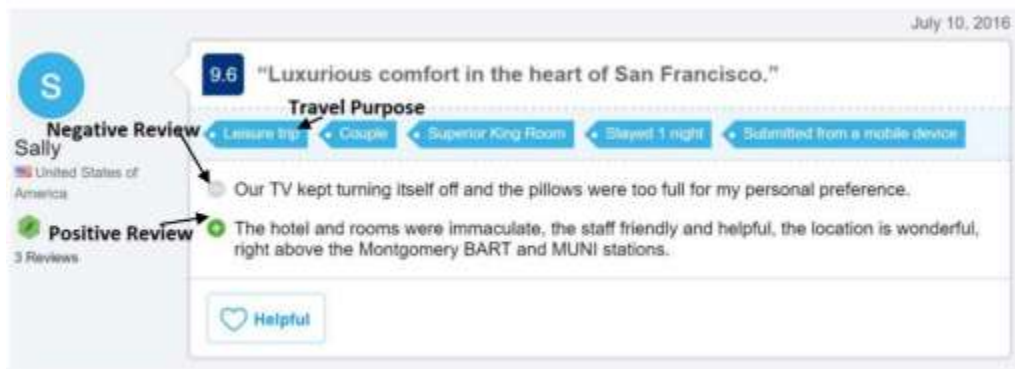 July 10, 2016
S
9.6 "Luxurious comfort in the heart of San Francisco."
Travel Purpose
Negative Review
Leisure trip Couple Superior King Room Stayed 1 night Submitted from a mobile device
Sally
United States of
America
Our TV kept turning itself off and the pillows were too full for my personal preference.
Positive Review
3 Reviews
The hotel and rooms were immaculate, the staff friendly and helpful, the location is wonderful,
right above the Montgomery BART and MUNI stations.
Helpful